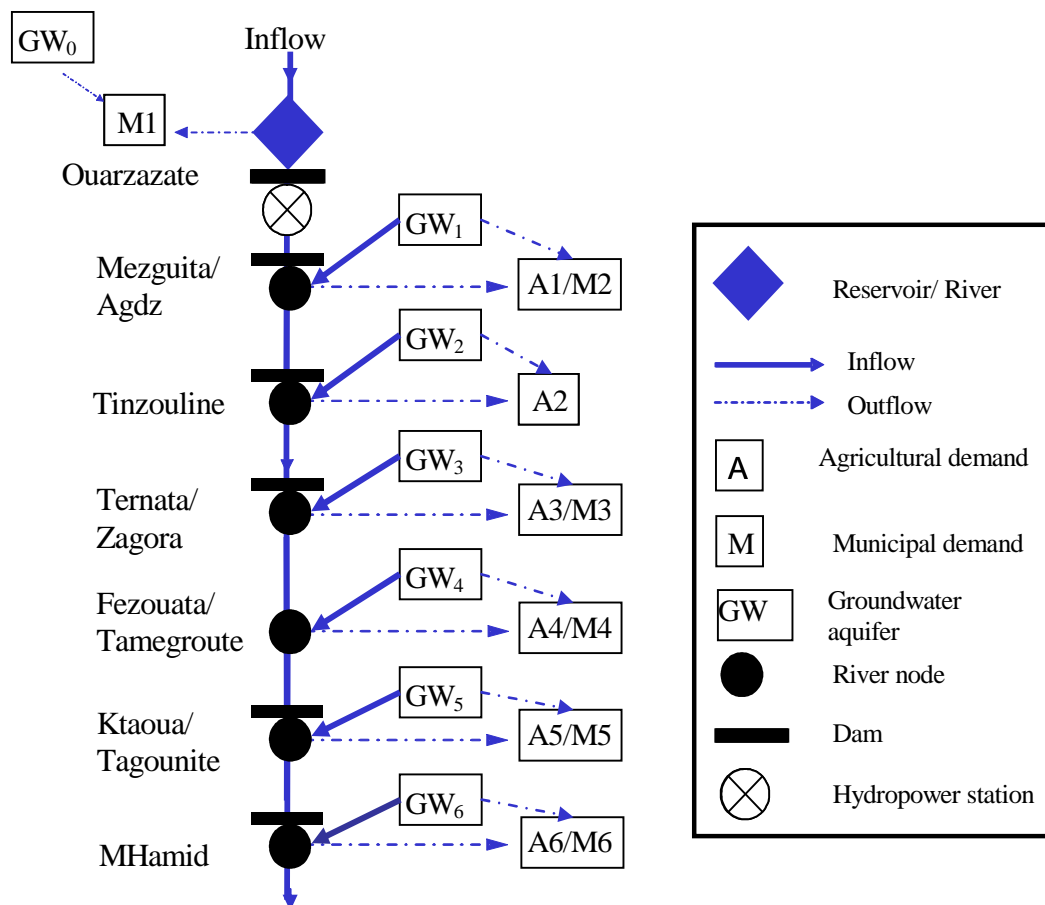 GW₀
Inflow
M1
Ouarzazate
GW₁
Mezguita/
Agdz
A1/M2
GW₂
Tinzouline
A2
GW₃
Ternata/
Zagora
A3/M3
GW₄
Fezouata/
Tamegroute
A4/M4
GW₅
Ktaoua/
Tagounite
A5/M5
GW₆
MHamid
A6/M6
Reservoir/ River
Inflow
Outflow
A
Agricultural demand
M
Municipal demand
GW
Groundwater
aquifer
River node
Dam
Hydropower station